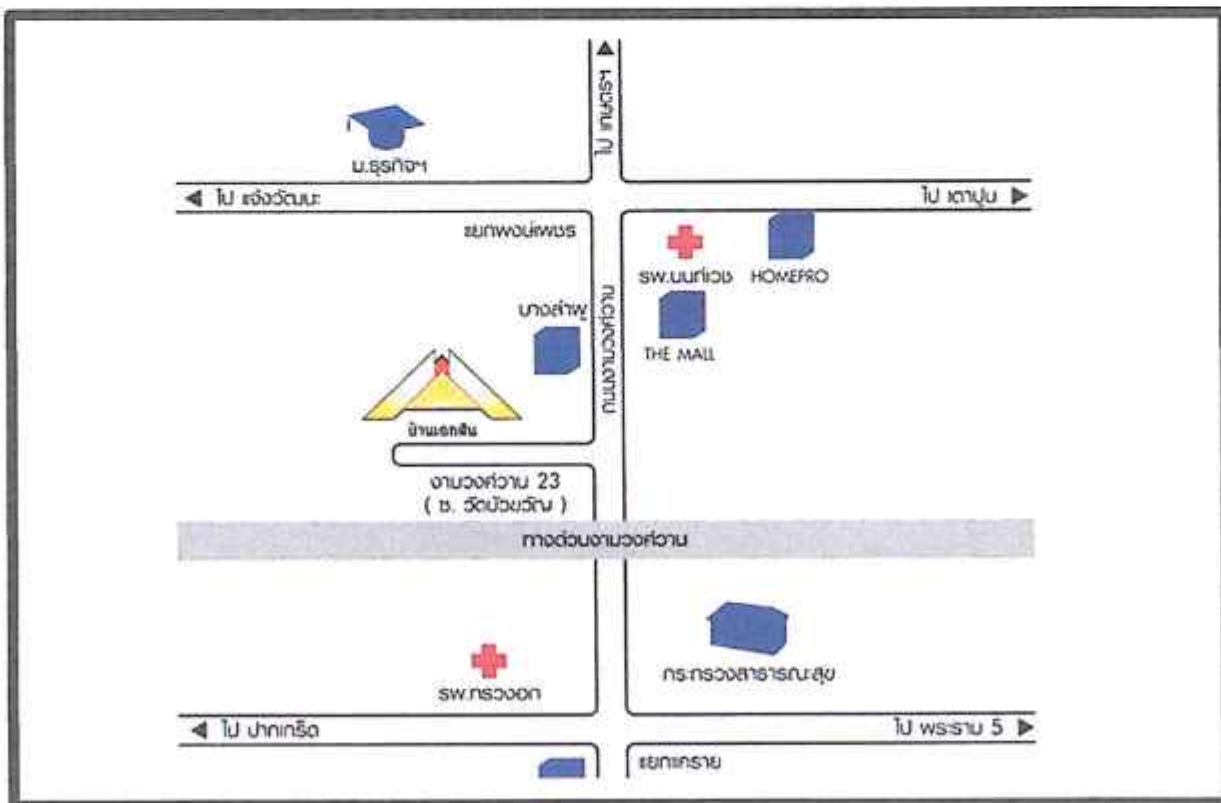 ไป เกษตรฯ
ม.ธุรกิจฯ
ไป แจ้งวัฒนะ
ไป เตาปูน
แยกพงษ์เพชร
รพ.นนท์เวช
HOMEPRO
บางลำพู
ถนนงามวงศ์วาน
THE MALL
บ้านเอกสิน
งามวงศ์วาน 23
( ซ. วัดบัวขวัญ )
ทางด่วนงามวงศ์วาน
กระทรวงสาธารณะสุข
รพ.ทรวงอก
ไป ปากเกร็ด
ไป พระราม 5
แยกแคราย